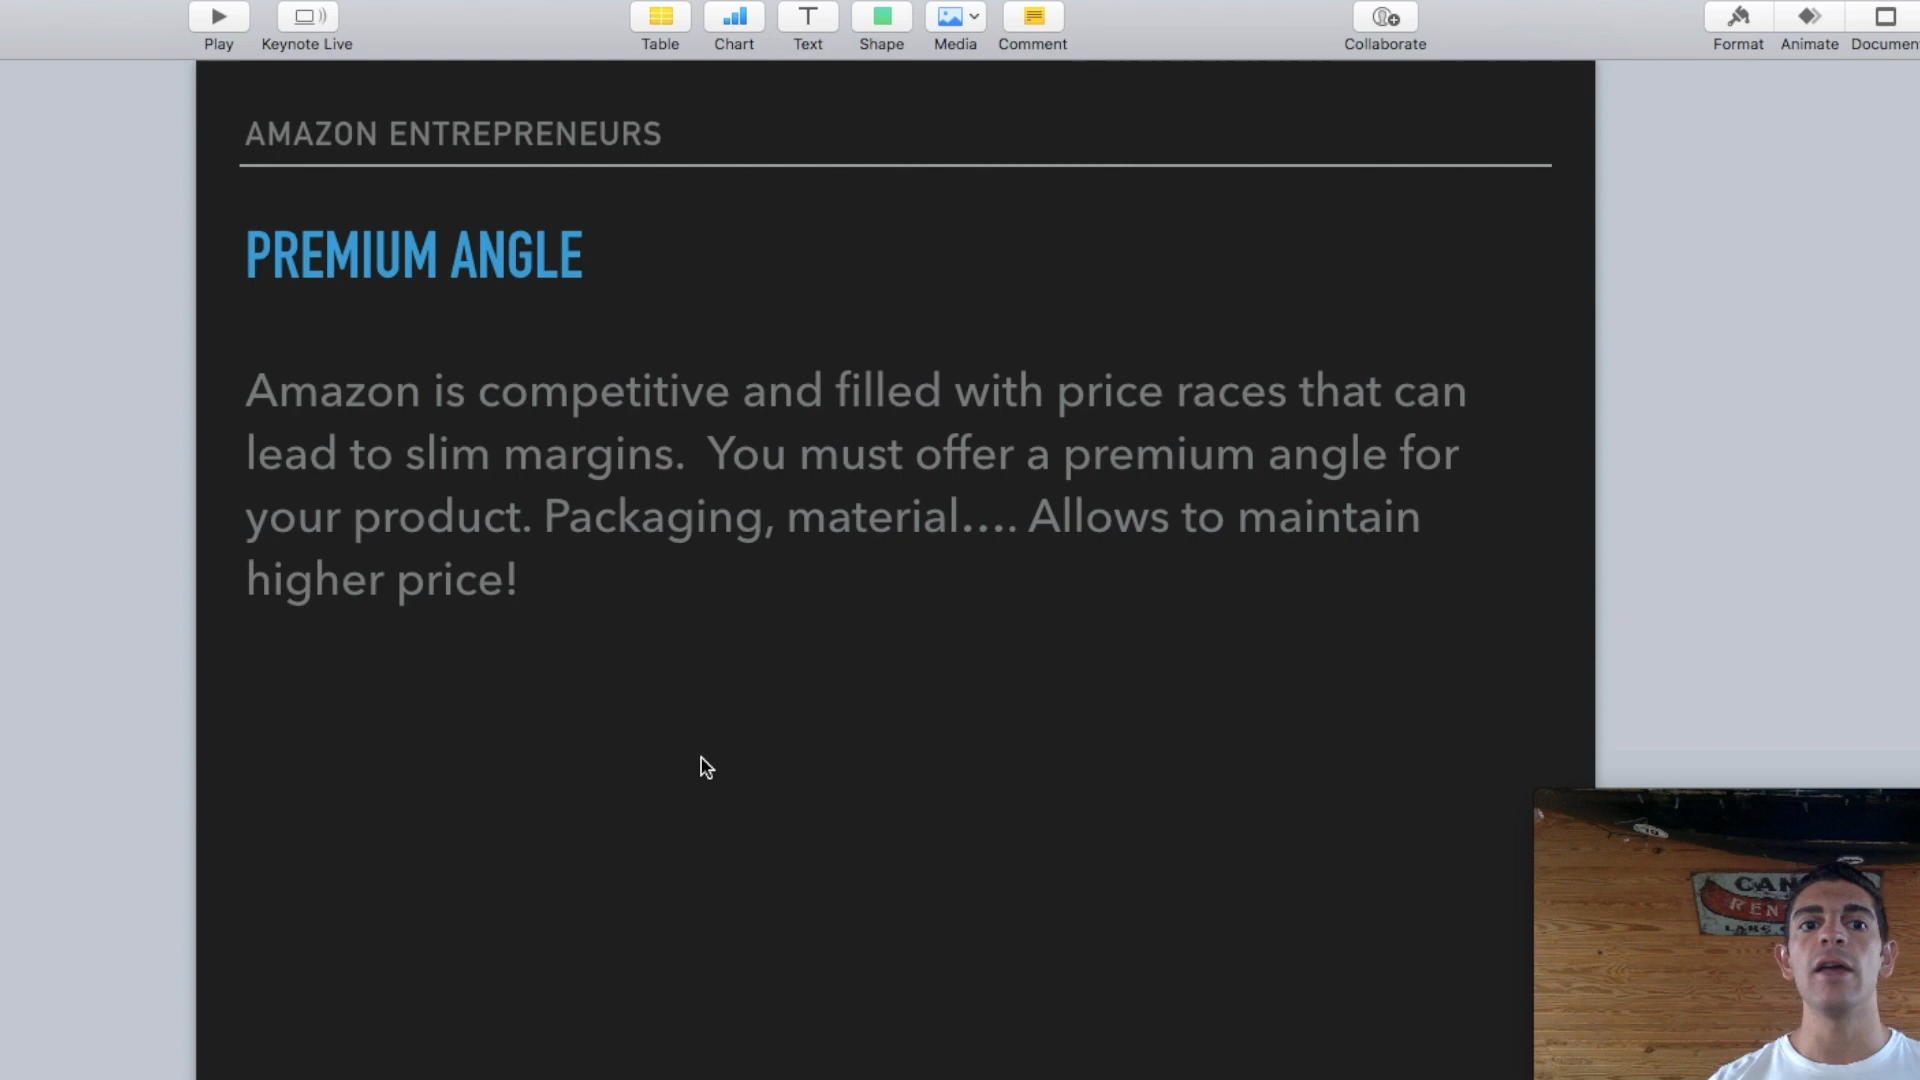 Play
Keynote Live
Table
Chart
Text
Shape
Media
Comment
Collaborate
Format
Animate
AMAZON ENTREPRENEURS
PREMIUM ANGLE
Amazon is competitive and filled with price races that can
lead to slim margins.  You must offer a premium angle for
your product. Packaging, material.... Allows to maintain
higher price!
CAN
REN